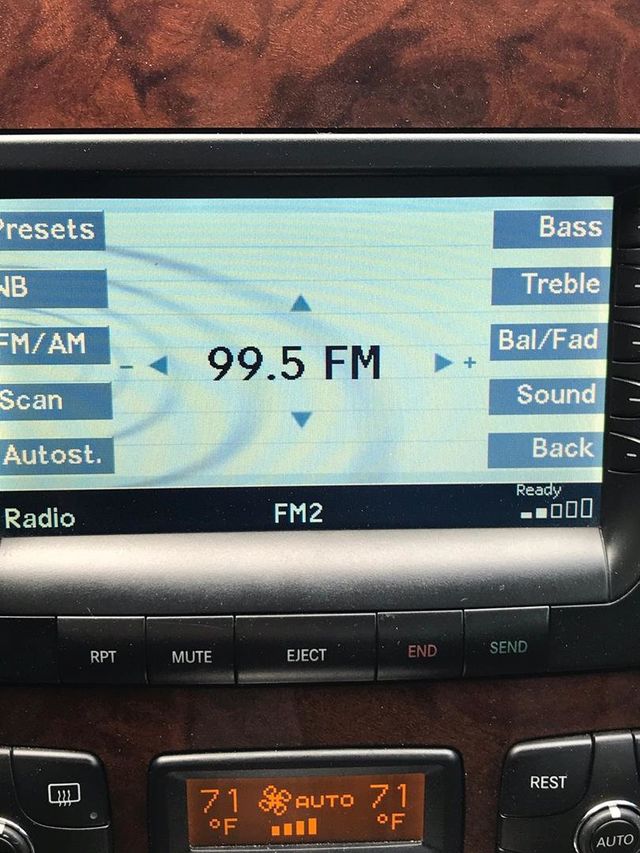 Presets
Bass
WB
Treble
FM/AM
- 99.5 FM +
Bal/Fad
Scan
Sound
Autost.
Back
Radio
FM2
Ready
RPT
MUTE
EJECT
END
SEND
71 °F
AUTO
71 °F
REST
AUTO